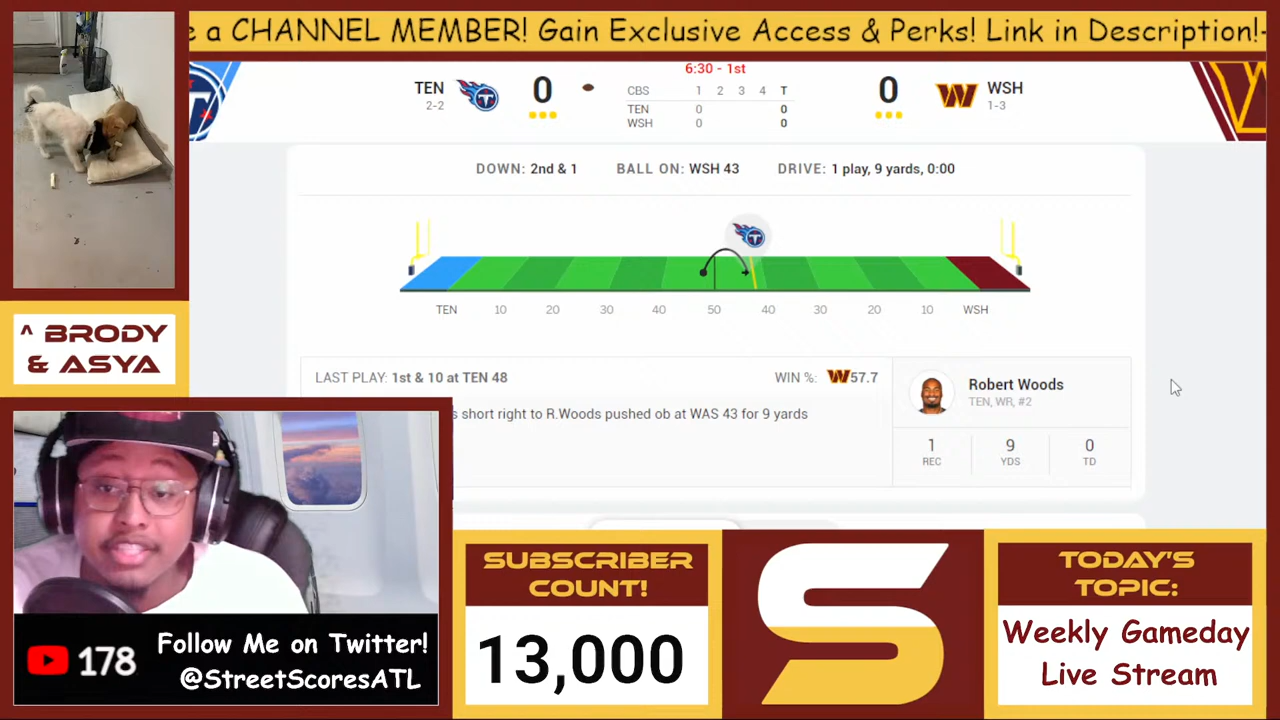 e a CHANNEL MEMBER! Gain Exclusive Access & Perks! Link in Description!-
6:30 - 1st
TEN 0 CBS 1 2 3 4 T 0 WSH
2-2 TEN 0 0 1-3
WSH 0 0
DOWN: 2nd & 1 BALL ON: WSH 43 DRIVE: 1 play, 9 yards, 0:00
TEN 10 20 30 40 50 40 30 20 10 WSH
^ BRODY
& ASYA
LAST PLAY: 1st & 10 at TEN 48 WIN %: W 57.7
s short right to R.Woods pushed ob at WAS 43 for 9 yards
Robert Woods
TEN, WR, #2
1 9 0
REC YDS TD
178 Follow Me on Twitter!
@StreetScoresATL
SUBSCRIBER
COUNT!
13,000
S
TODAY'S
TOPIC:
Weekly Gameday
Live Stream